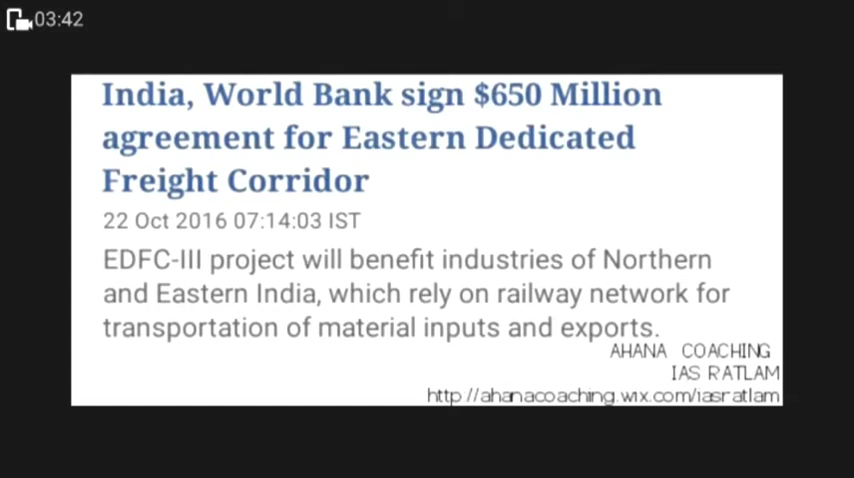 03:42
India, World Bank sign $650 Million
agreement for Eastern Dedicated
Freight Corridor
22 Oct 2016 07:14:03 IST
EDFC-III project will benefit industries of Northern
and Eastern India, which rely on railway network for
transportation of material inputs and exports.
AHANA COACHING
IAS RATLAM
http://ahanacoaching.wix.com/iasratlam